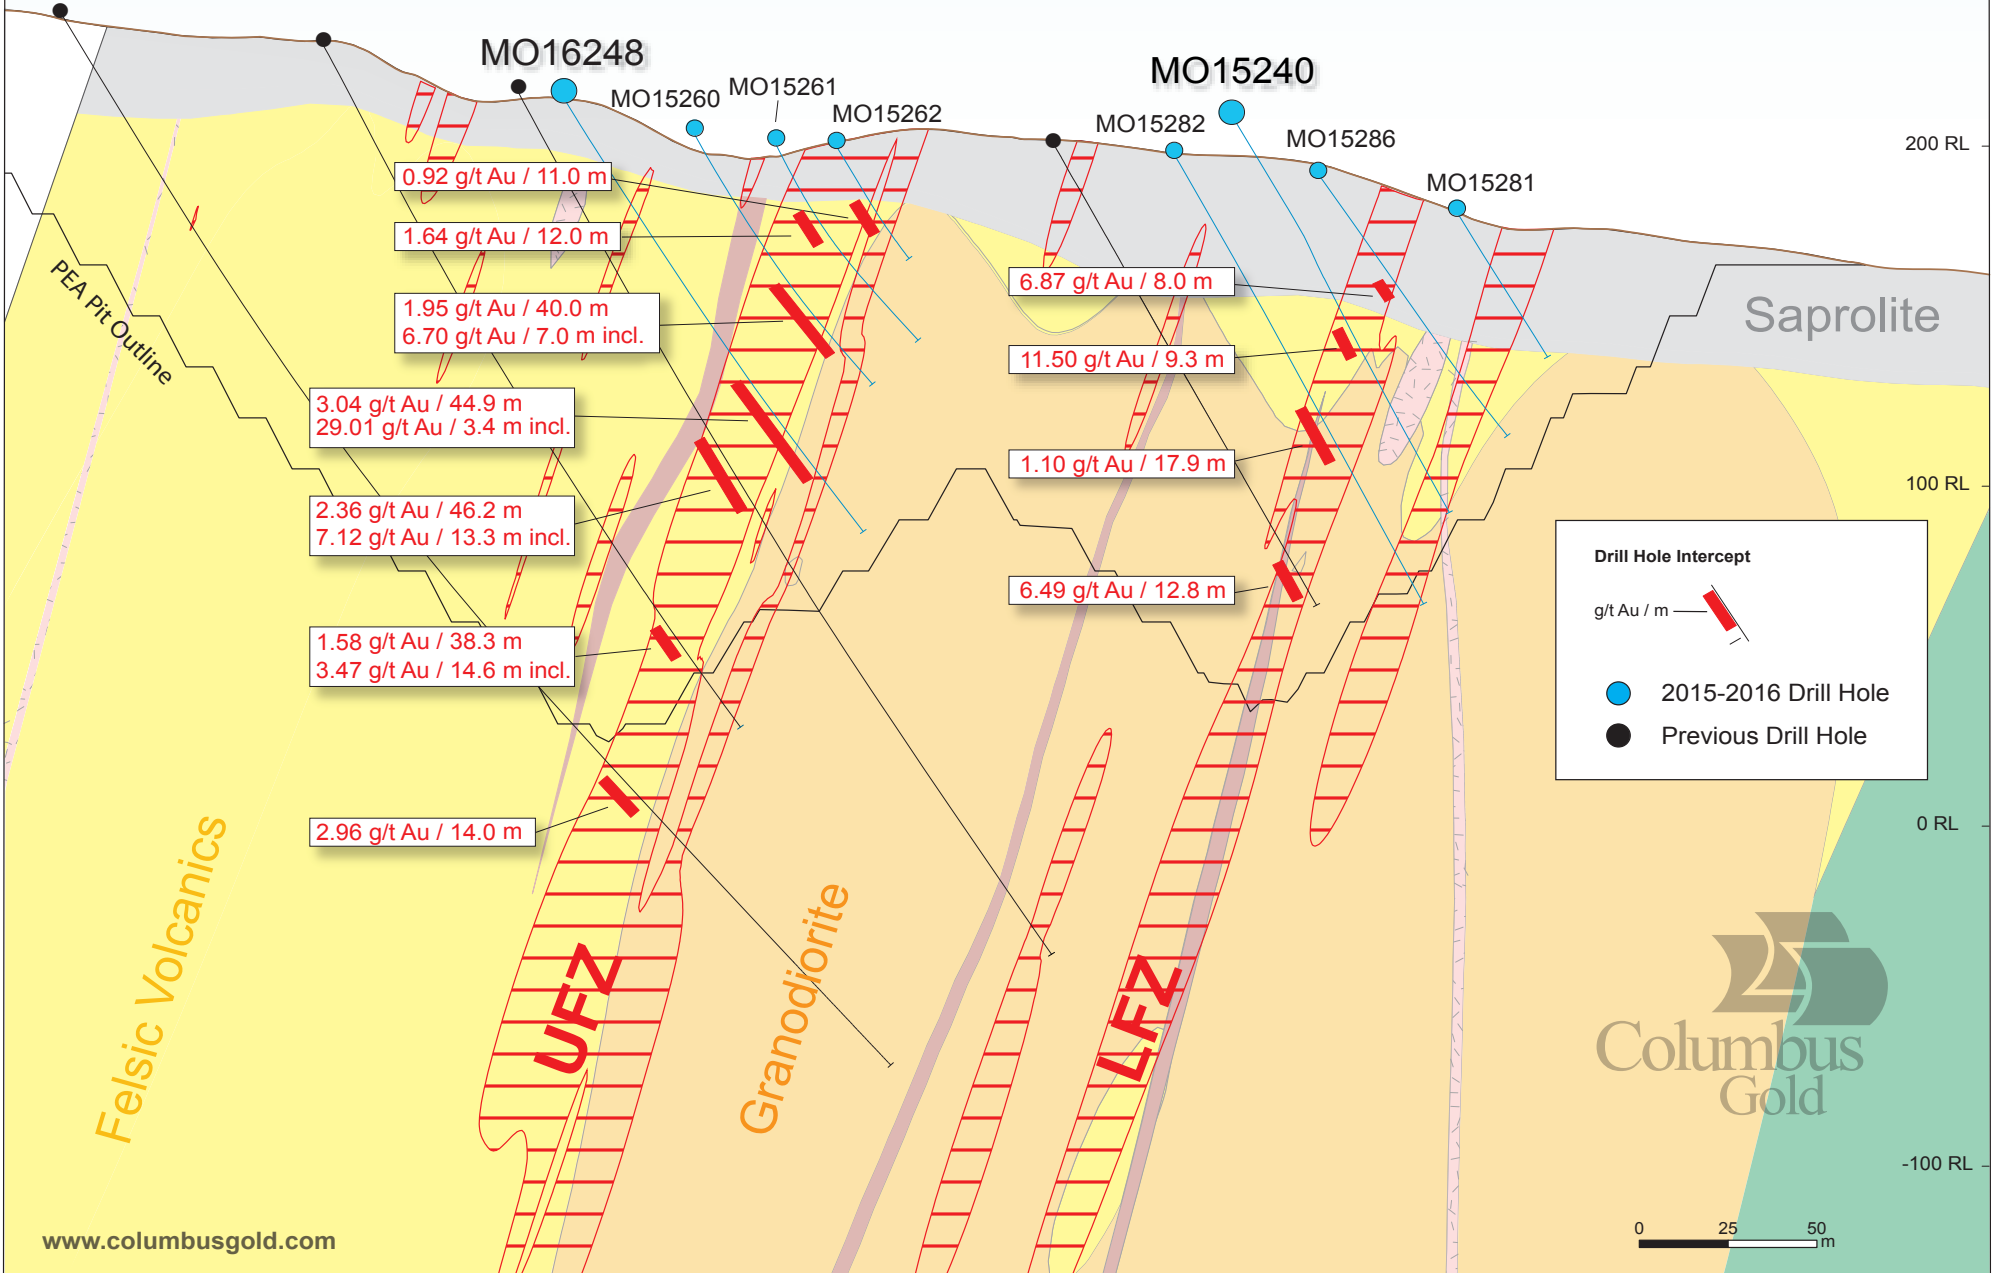 MO16248
MO15260
MO15261
MO15262
MO15240
MO15282
MO15286
MO15281
200 RL
100 RL
0 RL
-100 RL
PEA Pit Outline
0.92 g/t Au / 11.0 m
1.64 g/t Au / 12.0 m
1.95 g/t Au / 40.0 m
6.70 g/t Au / 7.0 m incl.
3.04 g/t Au / 44.9 m
29.01 g/t Au / 3.4 m incl.
2.36 g/t Au / 46.2 m
7.12 g/t Au / 13.3 m incl.
1.58 g/t Au / 38.3 m
3.47 g/t Au / 14.6 m incl.
2.96 g/t Au / 14.0 m
6.87 g/t Au / 8.0 m
11.50 g/t Au / 9.3 m
1.10 g/t Au / 17.9 m
6.49 g/t Au / 12.8 m
Saprolite
Drill Hole Intercept
g/t Au / m
2015-2016 Drill Hole
Previous Drill Hole
Felsic Volcanics
UFZ
Granodiorite
LFZ
Columbus
Gold
www.columbusgold.com
0 25 50
m